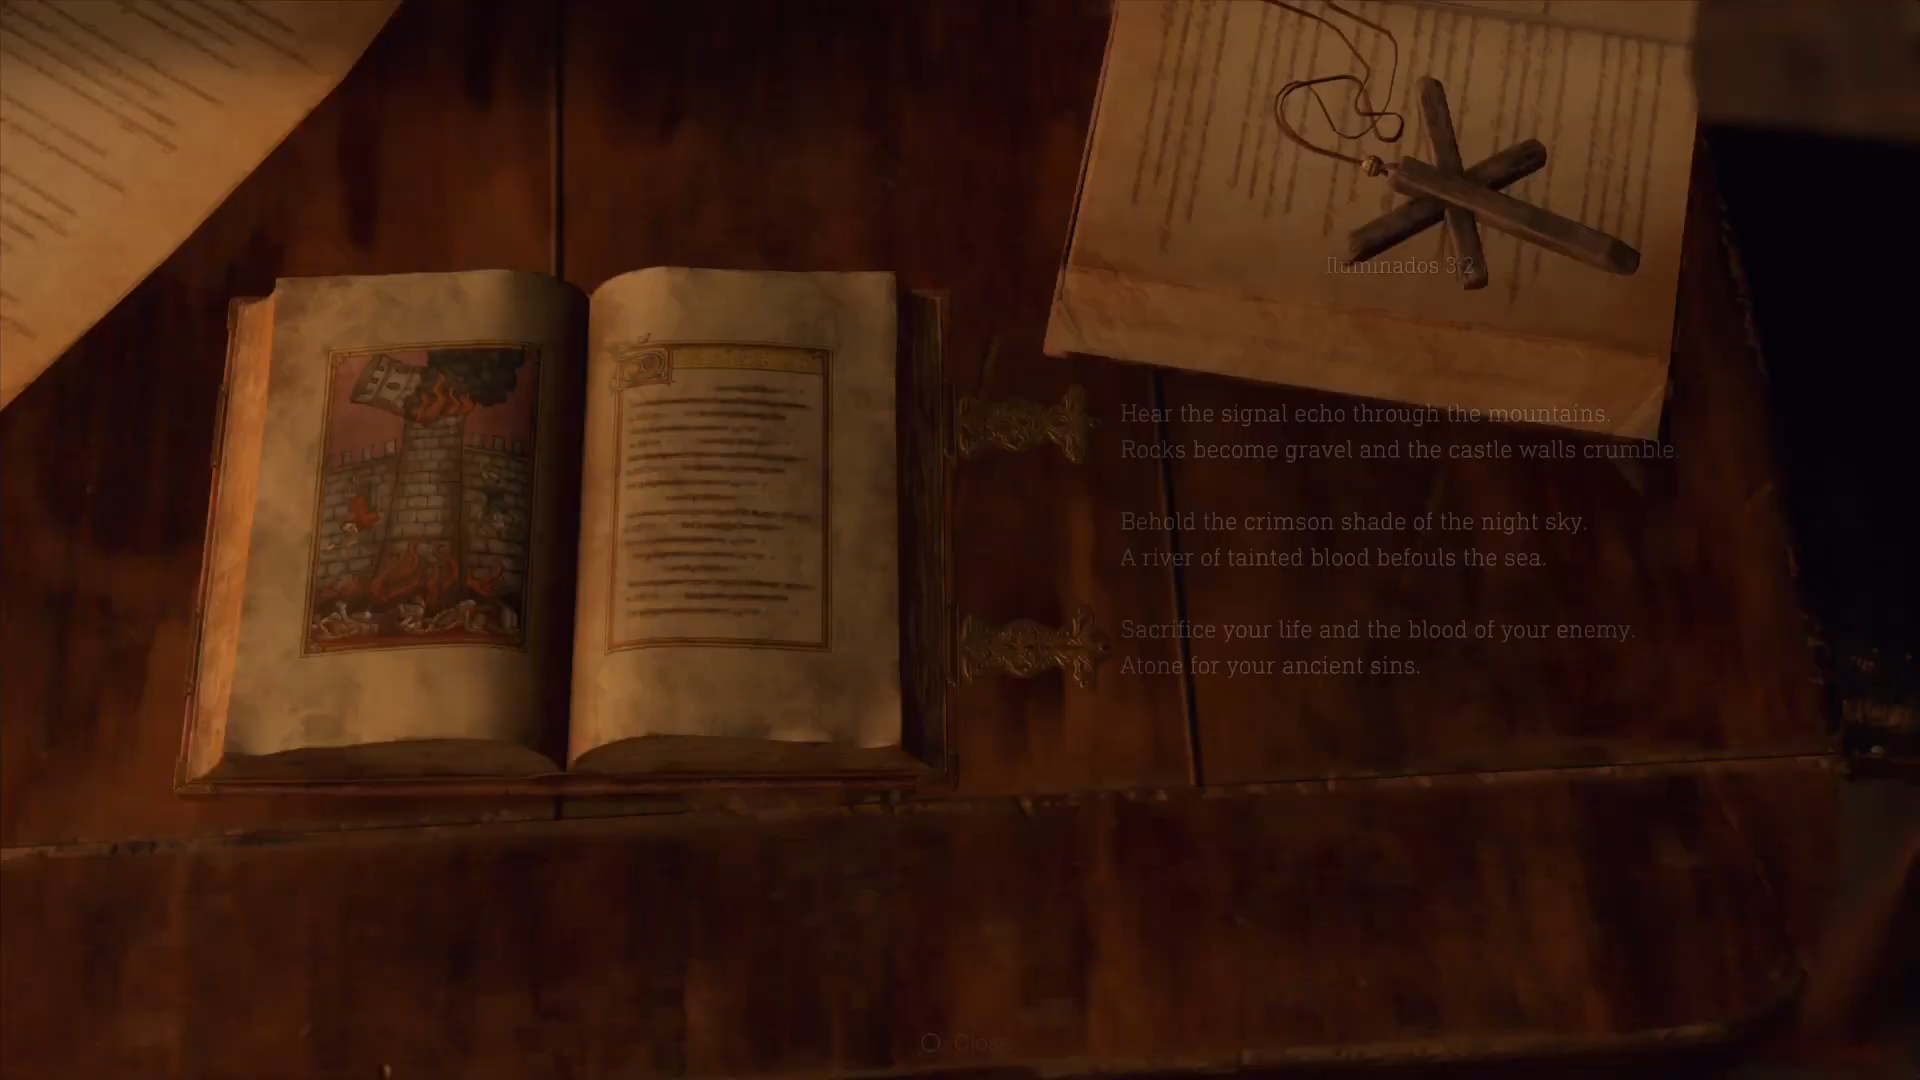 Iluminados 3:2
Hear the signal echo through the mountains.
Rocks become gravel and the castle walls crumble.
Behold the crimson shade of the night sky.
A river of tainted blood befouls the sea.
Sacrifice your life and the blood of your enemy.
Atone for your ancient sins.
Close